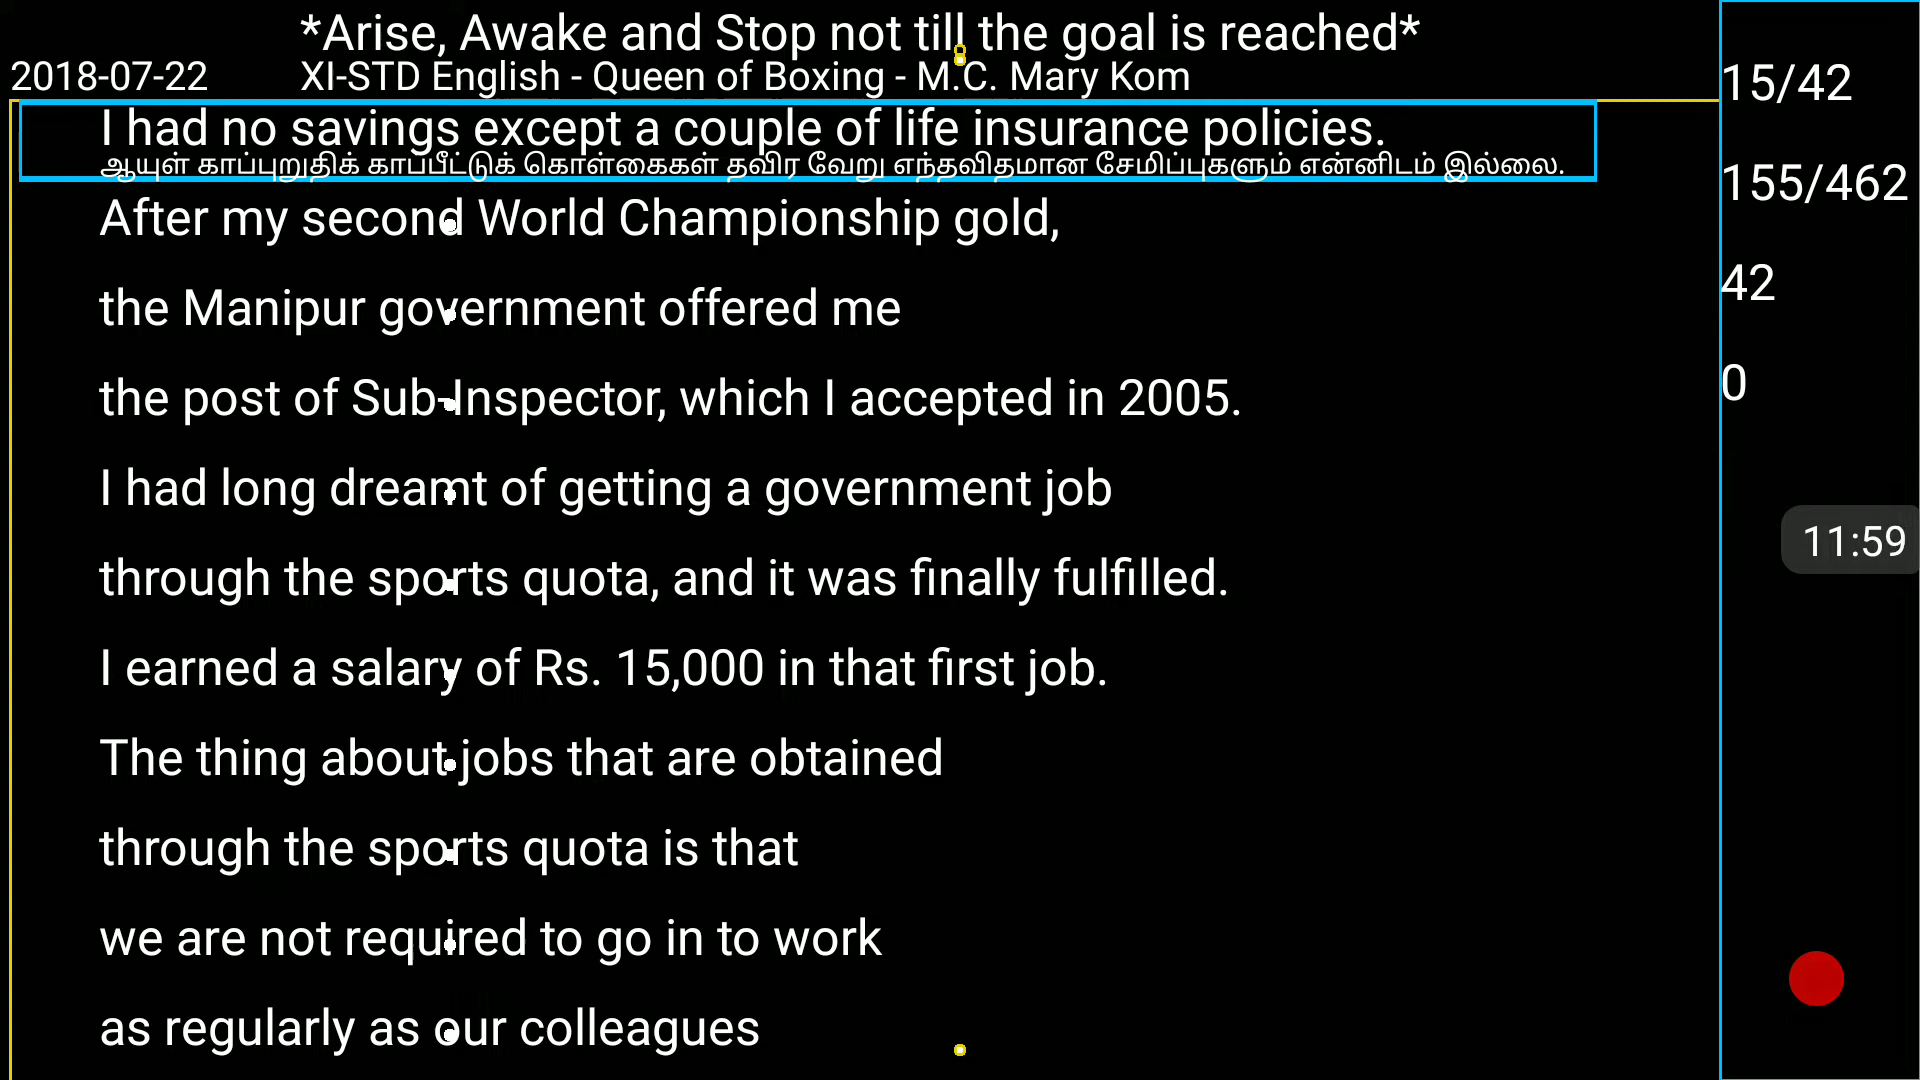 *Arise, Awake and Stop not till the goal is reached*
2018-07-22 XI-STD English - Queen of Boxing - M.C. Mary Kom
I had no savings except a couple of life insurance policies.
ஆயுள் காப்புறுதிக் காப்பீட்டுக் கொள்கைகள் தவிர வேறு எந்தவிதமான சேமிப்புகளும் என்னிடம் இல்லை.
After my second World Championship gold,
the Manipur government offered me
the post of Sub-Inspector, which I accepted in 2005.
I had long dreamt of getting a government job
through the sports quota, and it was finally fulfilled.
I earned a salary of Rs. 15,000 in that first job.
The thing about jobs that are obtained
through the sports quota is that
we are not required to go in to work
as regularly as our colleagues
15/42
155/462
42
0
11:59